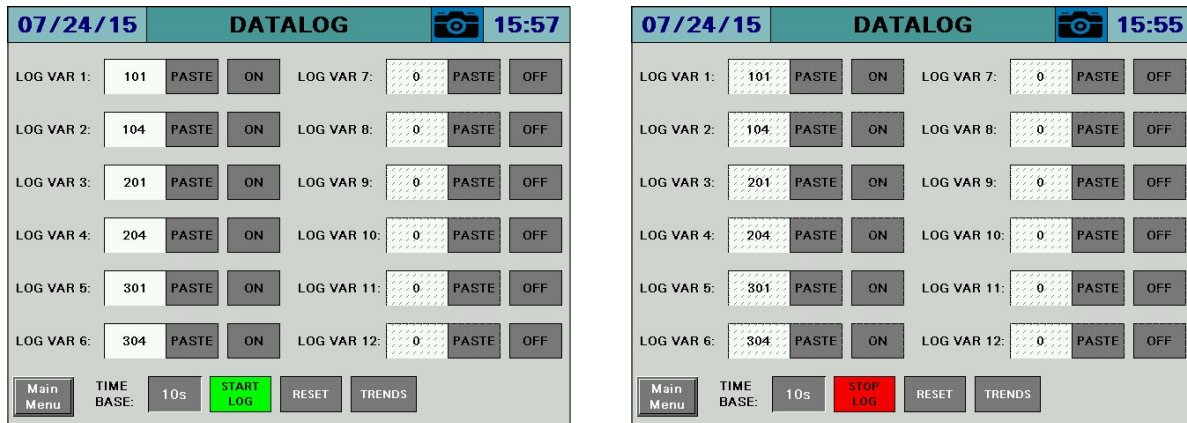 07/24/15 DATALOG 15:57
LOG VAR 1: 101 PASTE ON LOG VAR 7: 0 PASTE OFF
LOG VAR 2: 104 PASTE ON LOG VAR 8: 0 PASTE OFF
LOG VAR 3: 201 PASTE ON LOG VAR 9: 0 PASTE OFF
LOG VAR 4: 204 PASTE ON LOG VAR 10: 0 PASTE OFF
LOG VAR 5: 301 PASTE ON LOG VAR 11: 0 PASTE OFF
LOG VAR 6: 304 PASTE ON LOG VAR 12: 0 PASTE OFF
Main Menu TIME BASE: 10s START LOG RESET TRENDS
07/24/15 DATALOG 15:55
LOG VAR 1: 101 PASTE ON LOG VAR 7: 0 PASTE OFF
LOG VAR 2: 104 PASTE ON LOG VAR 8: 0 PASTE OFF
LOG VAR 3: 201 PASTE ON LOG VAR 9: 0 PASTE OFF
LOG VAR 4: 204 PASTE ON LOG VAR 10: 0 PASTE OFF
LOG VAR 5: 301 PASTE ON LOG VAR 11: 0 PASTE OFF
LOG VAR 6: 304 PASTE ON LOG VAR 12: 0 PASTE OFF
Main Menu TIME BASE: 10s STOP LOG RESET TRENDS